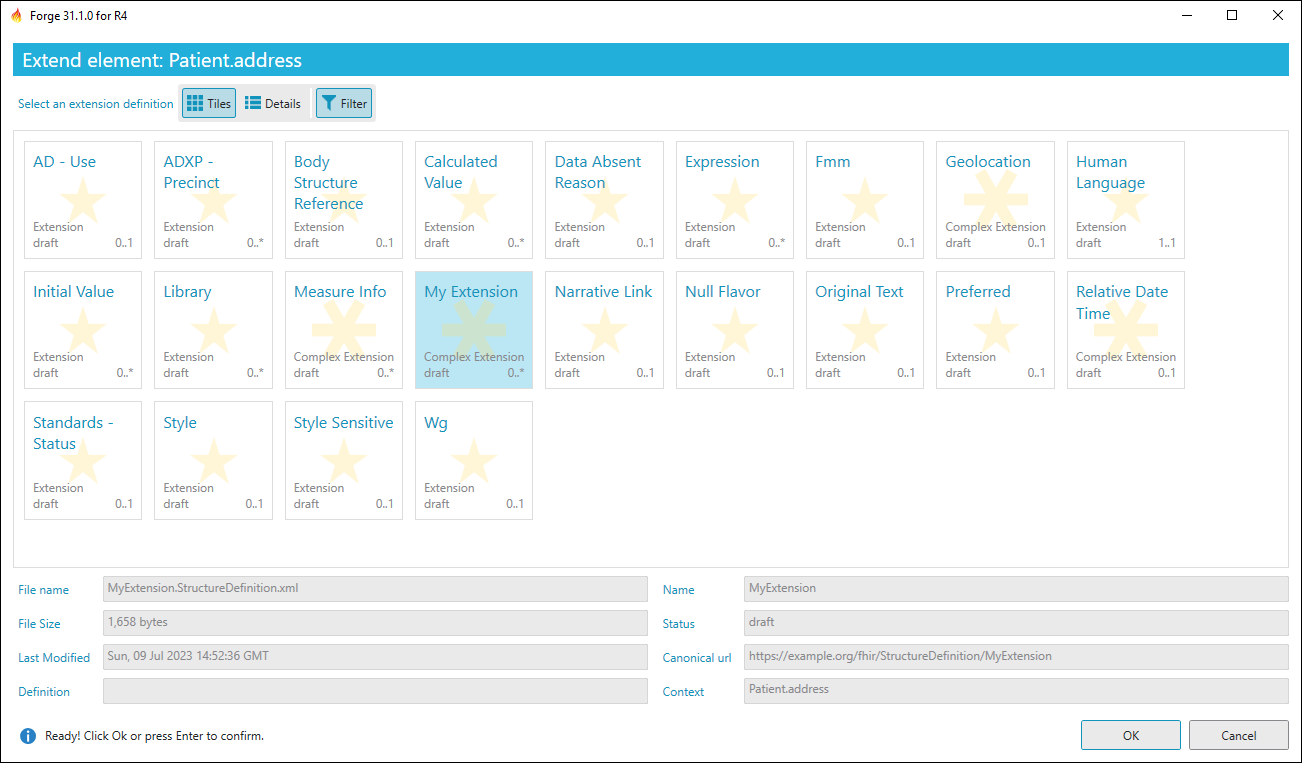 Forge 31.1.0 for R4
Extend element: Patient.address
Select an extension definition Tiles Details Filter
AD - Use
Extension
draft 0..1
ADXP -
Precinct
Extension
draft 0..*
Body
Structure
Reference
Extension
draft 0..1
Calculated
Value
Extension
draft 0..*
Data Absent
Reason
Extension
draft 0..1
Expression
Extension
draft 0..*
Fmm
Extension
draft 0..1
Geolocation
Complex Extension
draft 0..1
Human
Language
Extension
draft 1..1
Initial Value
Extension
draft 0..*
Library
Extension
draft 0..*
Measure Info
Complex Extension
draft 0..*
My Extension
Complex Extension
draft 0..*
Narrative Link
Extension
draft 0..1
Null Flavor
Extension
draft 0..1
Original Text
Extension
draft 0..1
Preferred
Extension
draft 0..1
Relative Date
Time
Complex Extension
draft 0..1
Standards -
Status
Extension
draft 0..1
Style
Extension
draft 0..1
Style Sensitive
Extension
draft 0..1
Wg
Extension
draft 0..1
File name MyExtension.StructureDefinition.xml
File Size 1,658 bytes
Last Modified Sun, 09 Jul 2023 14:52:36 GMT
Definition
Name MyExtension
Status draft
Canonical url https://example.org/fhir/StructureDefinition/MyExtension
Context Patient.address
Ready! Click Ok or press Enter to confirm.
OK Cancel